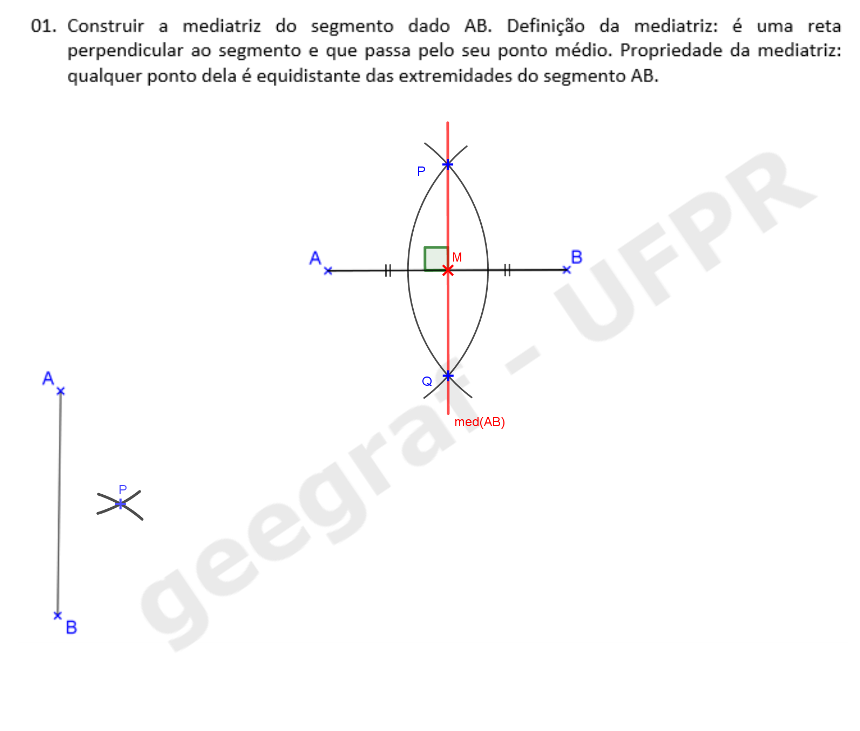 01. Construir a mediatriz do segmento dado AB. Definição da mediatriz: é uma reta
perpendicular ao segmento e que passa pelo seu ponto médio. Propriedade da mediatriz:
qualquer ponto dela é equidistante das extremidades do segmento AB.
P
A
M
B
Q
med(AB)
A
P
B
geegraf - UFPR